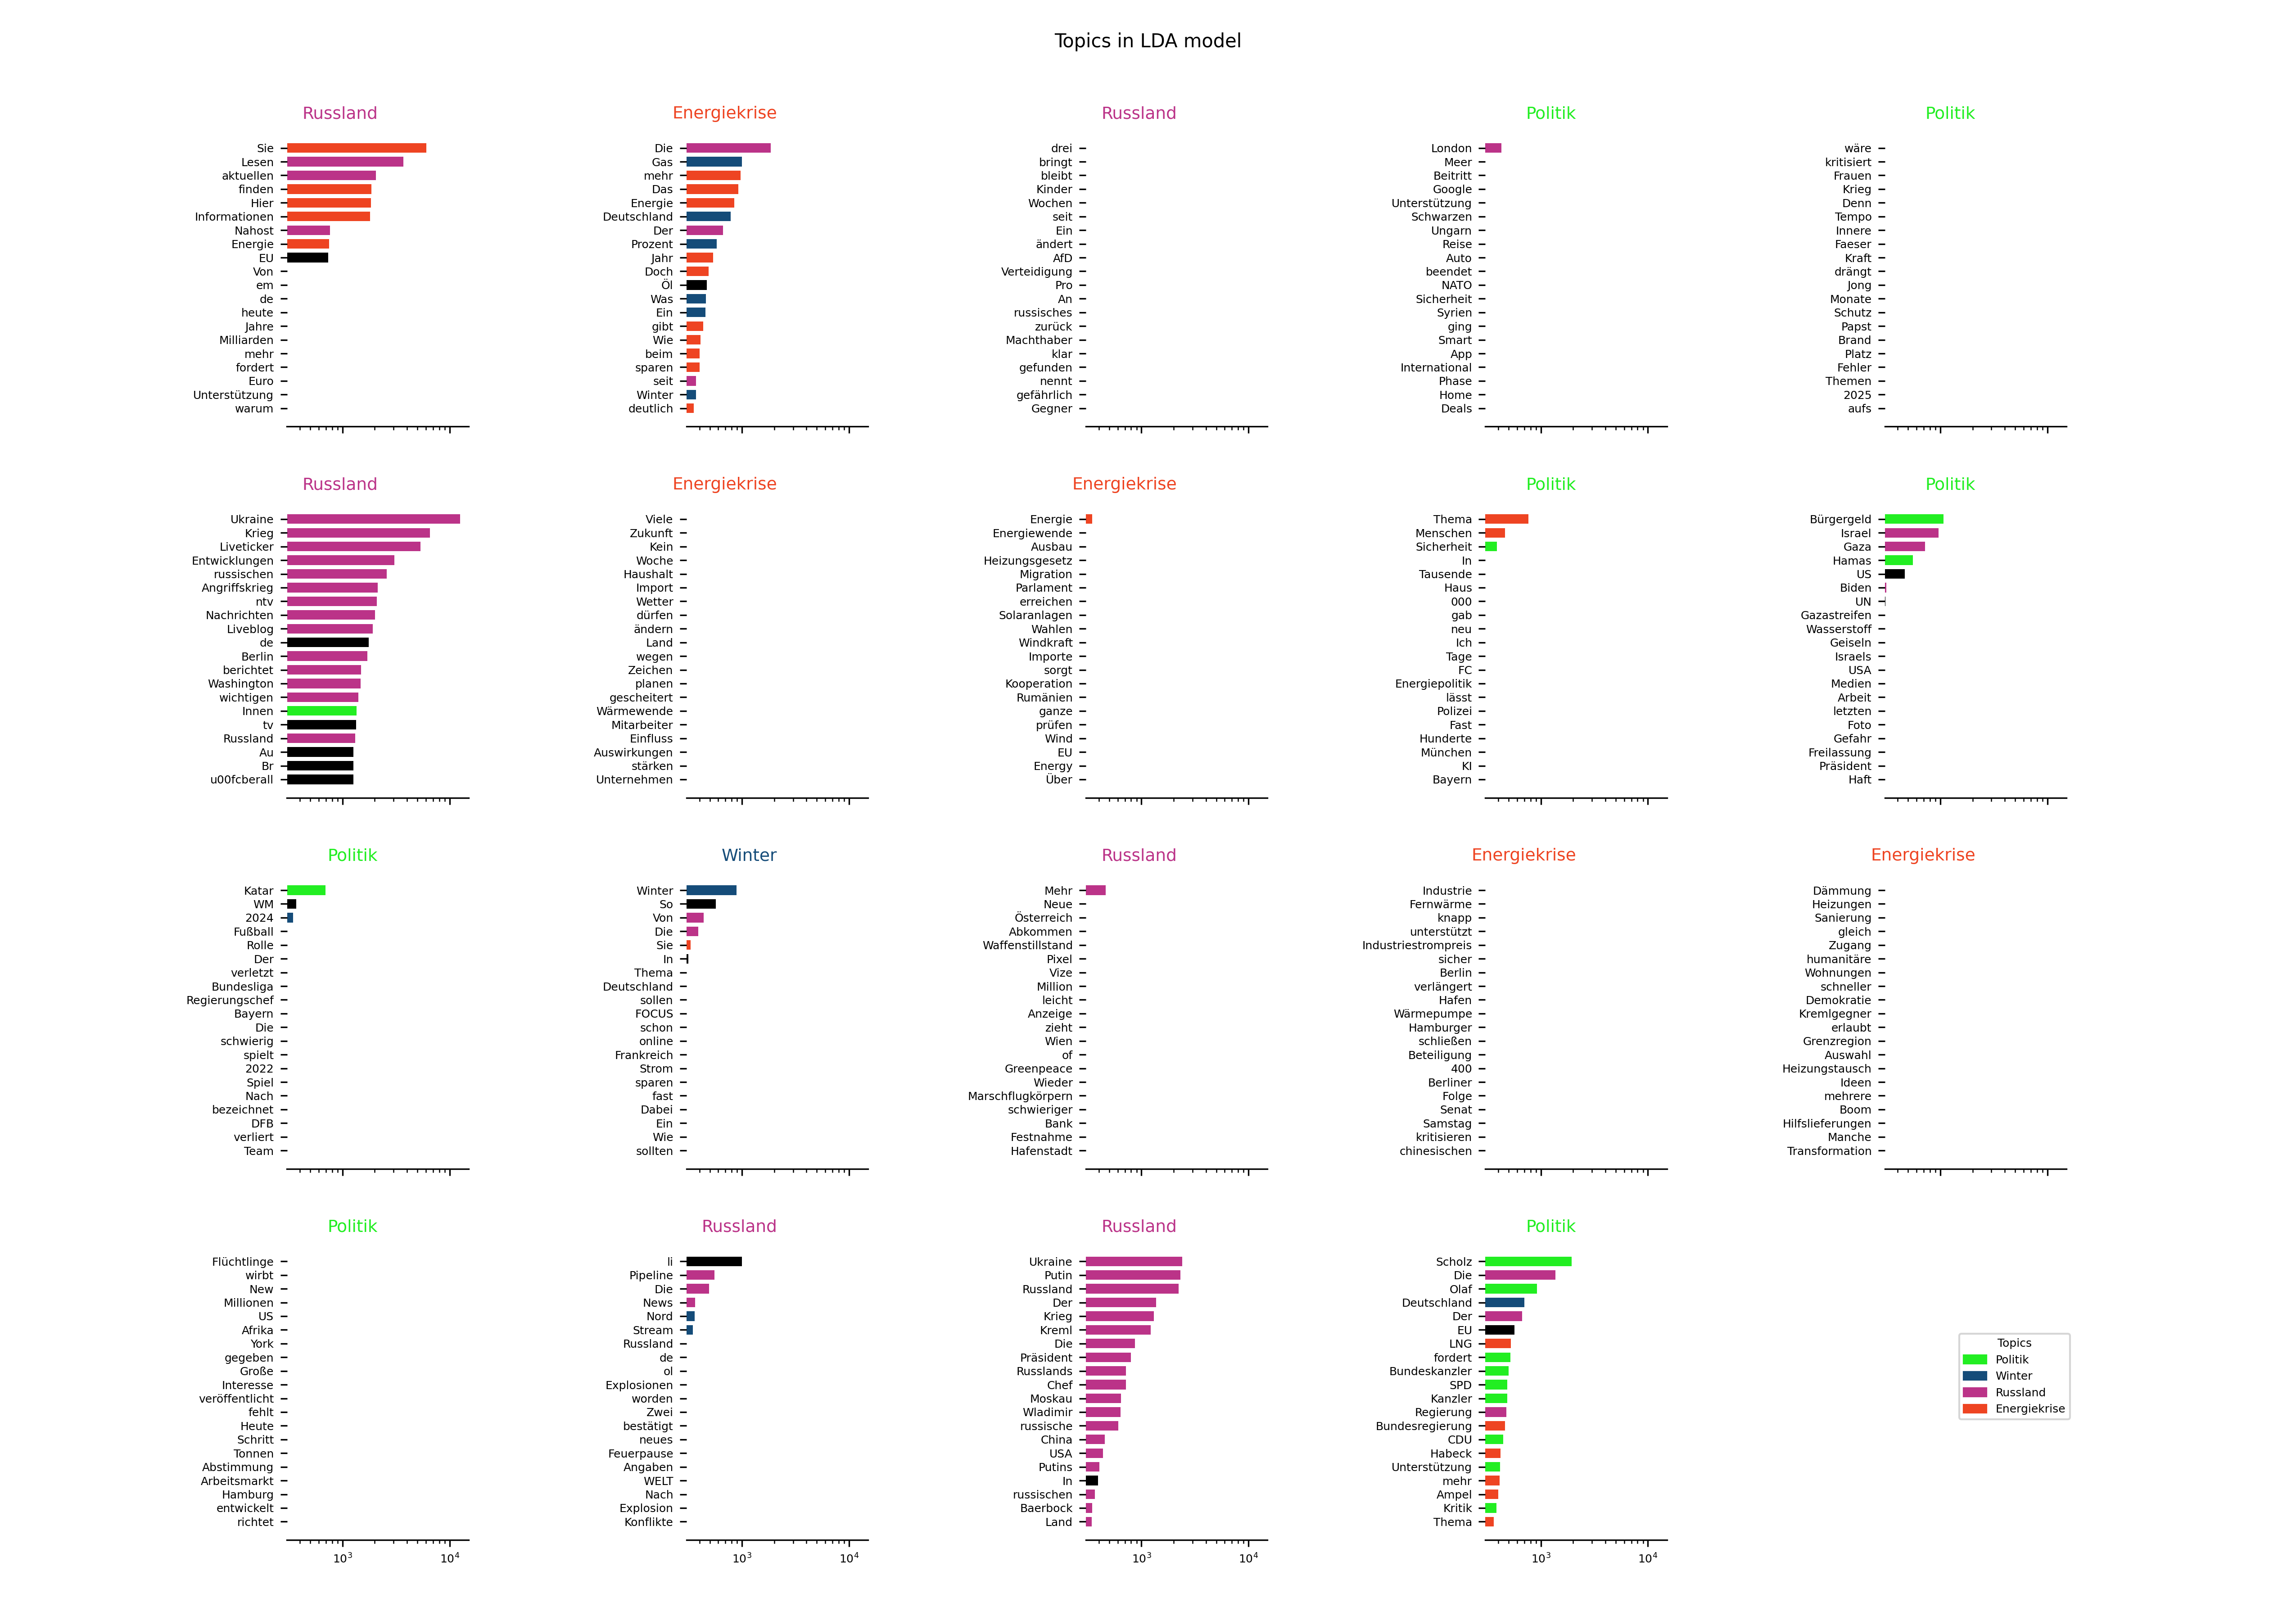 Topics in LDA model
Russland
Sie
Lesen
aktuellen
finden
Hier
Informationen
Nahost
Energie
EU
Von
em
de
heute
Jahre
Milliarden
mehr
fordert
Euro
Unterstützung
warum
Energiekrise
Die
Gas
mehr
Das
Energie
Deutschland
Der
Prozent
Jahr
Doch
Öl
Was
Ein
gibt
Wie
beim
sparen
seit
Winter
deutlich
Russland
drei
bringt
bleibt
Kinder
Wochen
seit
Ein
ändert
AfD
Verteidigung
Pro
An
russisches
zurück
Machthaber
klar
gefunden
nennt
gefährlich
Gegner
Politik
London
Meer
Beitritt
Google
Unterstützung
Schwarzen
Ungarn
Reise
Auto
beendet
NATO
Sicherheit
Syrien
ging
Smart
App
International
Phase
Home
Deals
Politik
wäre
kritisiert
Frauen
Krieg
Denn
Tempo
Innere
Faeser
Kraft
drängt
Jong
Monate
Schutz
Papst
Brand
Platz
Fehler
Themen
2025
aufs
Russland
Ukraine
Krieg
Liveticker
Entwicklungen
russischen
Angriffskrieg
ntv
Nachrichten
Liveblog
de
Berlin
berichtet
Washington
wichtigen
Innen
tv
Russland
Au
Br
u00fcberall
Energiekrise
Viele
Zukunft
Kein
Woche
Haushalt
Import
Wetter
dürfen
ändern
Land
wegen
Zeichen
planen
gescheitert
Wärmewende
Mitarbeiter
Einfluss
Auswirkungen
stärken
Unternehmen
Energiekrise
Energie
Energiewende
Ausbau
Heizungsgesetz
Migration
Parlament
erreichen
Solaranlagen
Wahlen
Windkraft
Importe
sorgt
Kooperation
Rumänien
ganze
prüfen
Wind
EU
Energy
Über
Politik
Thema
Menschen
Sicherheit
In
Tausende
Haus
000
gab
neu
Ich
Tage
FC
Energiepolitik
lässt
Polizei
Fast
Hunderte
München
KI
Bayern
Politik
Bürgergeld
Israel
Gaza
Hamas
US
Biden
UN
Gazastreifen
Wasserstoff
Geiseln
Israels
USA
Medien
Arbeit
letzten
Foto
Gefahr
Freilassung
Präsident
Haft
Politik
Katar
WM
2024
Fußball
Rolle
Der
verletzt
Bundesliga
Regierungschef
Bayern
Die
schwierig
spielt
2022
Spiel
Nach
bezeichnet
DFB
verliert
Team
Winter
Winter
So
Von
Die
Sie
In
Thema
Deutschland
sollen
FOCUS
schon
online
Frankreich
Strom
sparen
fast
Dabei
Ein
Wie
sollten
Russland
Mehr
Neue
Österreich
Abkommen
Waffenstillstand
Pixel
Vize
Million
leicht
Anzeige
zieht
Wien
of
Greenpeace
Wieder
Marschflugkörpern
schwieriger
Bank
Festnahme
Hafenstadt
Energiekrise
Industrie
Fernwärme
knapp
unterstützt
Industriestrompreis
sicher
Berlin
verlängert
Hafen
Wärmepumpe
Hamburger
schließen
Beteiligung
400
Berliner
Folge
Senat
Samstag
kritisieren
chinesischen
Energiekrise
Dämmung
Heizungen
Sanierung
gleich
Zugang
humanitäre
Wohnungen
schneller
Demokratie
Kremlgegner
erlaubt
Grenzregion
Auswahl
Heizungstausch
Ideen
mehrere
Boom
Hilfslieferungen
Manche
Transformation
Politik
Flüchtlinge
wirbt
New
Millionen
US
Afrika
York
gegeben
Große
Interesse
veröffentlicht
fehlt
Heute
Schritt
Tonnen
Abstimmung
Arbeitsmarkt
Hamburg
entwickelt
richtet
10³ 10⁴
Russland
li
Pipeline
Die
News
Nord
Stream
Russland
de
ol
Explosionen
worden
Zwei
bestätigt
neues
Feuerpause
Angaben
WELT
Nach
Explosion
Konflikte
10³ 10⁴
Russland
Ukraine
Putin
Russland
Der
Krieg
Kreml
Die
Präsident
Russlands
Chef
Moskau
Wladimir
russische
China
USA
Putins
In
russischen
Baerbock
Land
10³ 10⁴
Politik
Scholz
Die
Olaf
Deutschland
Der
EU
LNG
fordert
Bundeskanzler
SPD
Kanzler
Regierung
Bundesregierung
CDU
Habeck
Unterstützung
mehr
Ampel
Kritik
Thema
10³ 10⁴
Topics
Politik
Winter
Russland
Energiekrise